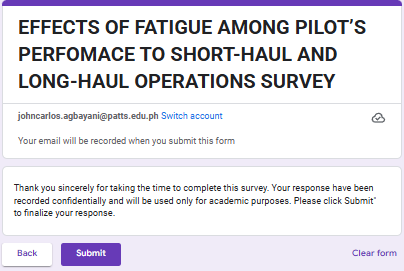 EFFECTS OF FATIGUE AMONG PILOT'S
PERFOMACE TO SHORT-HAUL AND
LONG-HAUL OPERATIONS SURVEY
johncarlos.agbayani@patts.edu.ph Switch account
Your email will be recorded when you submit this form
Thank you sincerely for taking the time to complete this survey. Your response have been
recorded confidentially and will be used only for academic purposes. Please click Submit"
to finalize your response.
Back Submit Clear form